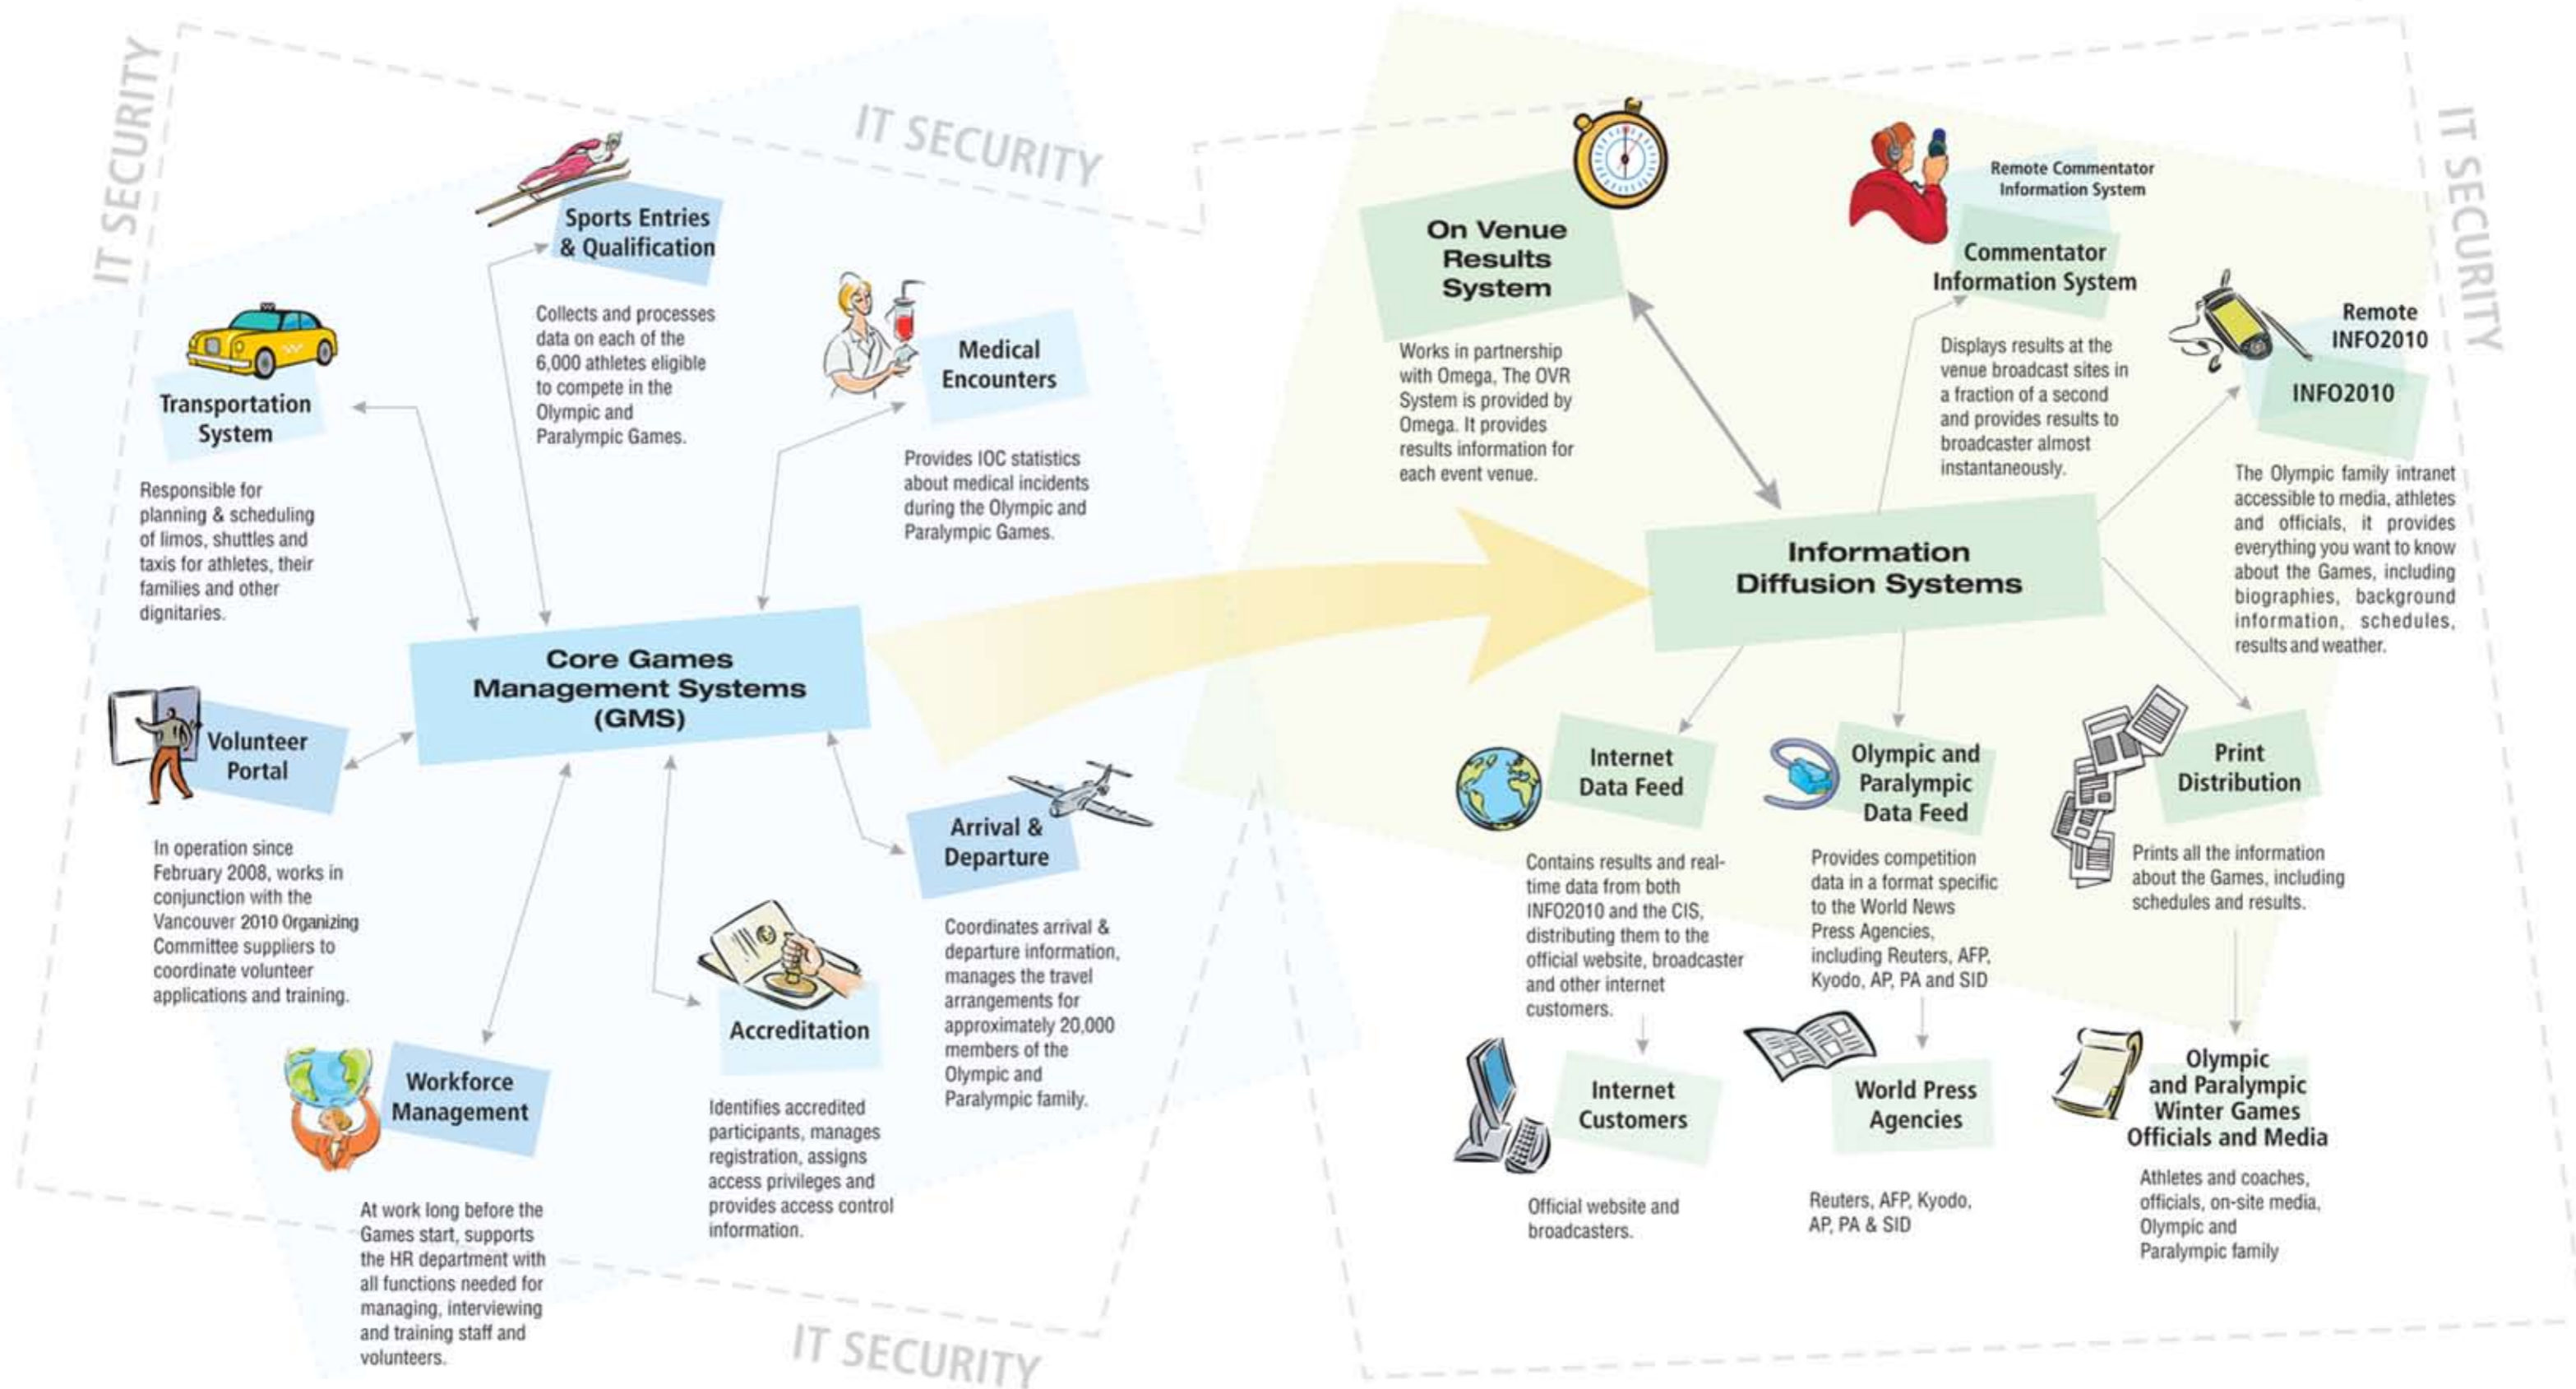 IT SECURITY
IT SECURITY
Sports Entries
& Qualification
Collects and processes
data on each of the
6,000 athletes eligible
to compete in the
Olympic and
Paralympic Games.
Transportation
System
Responsible for
planning & scheduling
of limos, shuttles and
taxis for athletes, their
families and other
dignitaries.
Medical
Encounters
Provides IOC statistics
about medical incidents
during the Olympic and
Paralympic Games.
Core Games
Management Systems
(GMS)
Volunteer
Portal
In operation since
February 2008, works in
conjunction with the
Vancouver 2010 Organizing
Committee suppliers to
coordinate volunteer
applications and training.
Workforce
Management
At work long before the
Games start, supports
the HR department with
all functions needed for
managing, interviewing
and training staff and
volunteers.
Accreditation
Identifies accredited
participants, manages
registration, assigns
access privileges and
provides access control
information.
Arrival &
Departure
Coordinates arrival &
departure information,
manages the travel
arrangements for
approximately 20,000
members of the
Olympic and
Paralympic family.
IT SECURITY
On Venue
Results
System
Works in partnership
with Omega, The OVR
System is provided by
Omega. It provides
results information for
each event venue.
Remote Commentator
Information System
Commentator
Information System
Displays results at the
venue broadcast sites in
a fraction of a second
and provides results to
broadcaster almost
instantaneously.
IT SECURITY
Remote
INFO2010
INFO2010
The Olympic family intranet
accessible to media, athletes
and officials, it provides
everything you want to know
about the Games, including
biographies, background
information, schedules,
results and weather.
Information
Diffusion Systems
Internet
Data Feed
Contains results and real-
time data from both
INFO2010 and the CIS,
distributing them to the
official website, broadcaster
and other internet
customers.
Olympic and
Paralympic
Data Feed
Provides competition
data in a format specific
to the World News
Press Agencies,
including Reuters, AFP,
Kyodo, AP, PA and SID
Print
Distribution
Prints all the information
about the Games, including
schedules and results.
Internet
Customers
Official website and
broadcasters.
World Press
Agencies
Reuters, AFP, Kyodo,
AP, PA & SID
Olympic
and Paralympic
Winter Games
Officials and Media
Athletes and coaches,
officials, on-site media,
Olympic and
Paralympic family